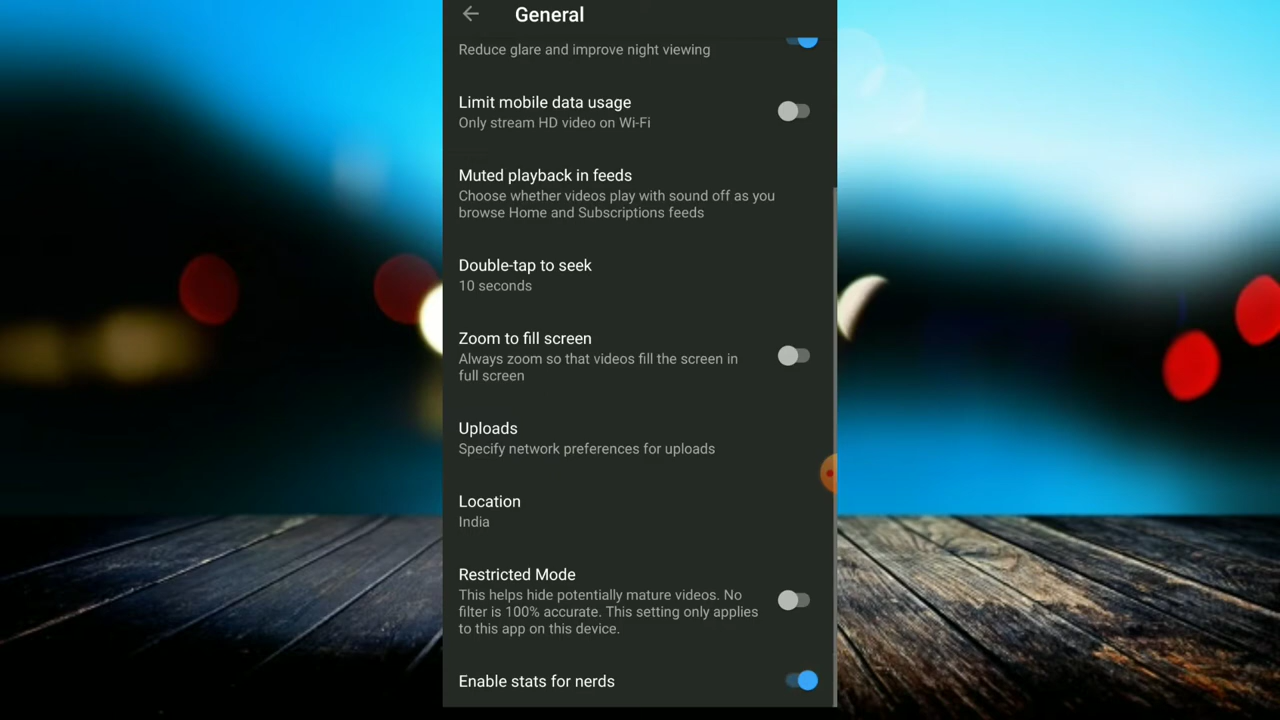 General
Reduce glare and improve night viewing
Limit mobile data usage
Only stream HD video on Wi-Fi
Muted playback in feeds
Choose whether videos play with sound off as you
browse Home and Subscriptions feeds
Double-tap to seek
10 seconds
Zoom to fill screen
Always zoom so that videos fill the screen in
full screen
Uploads
Specify network preferences for uploads
Location
India
Restricted Mode
This helps hide potentially mature videos. No
filter is 100% accurate. This setting only applies
to this app on this device.
Enable stats for nerds